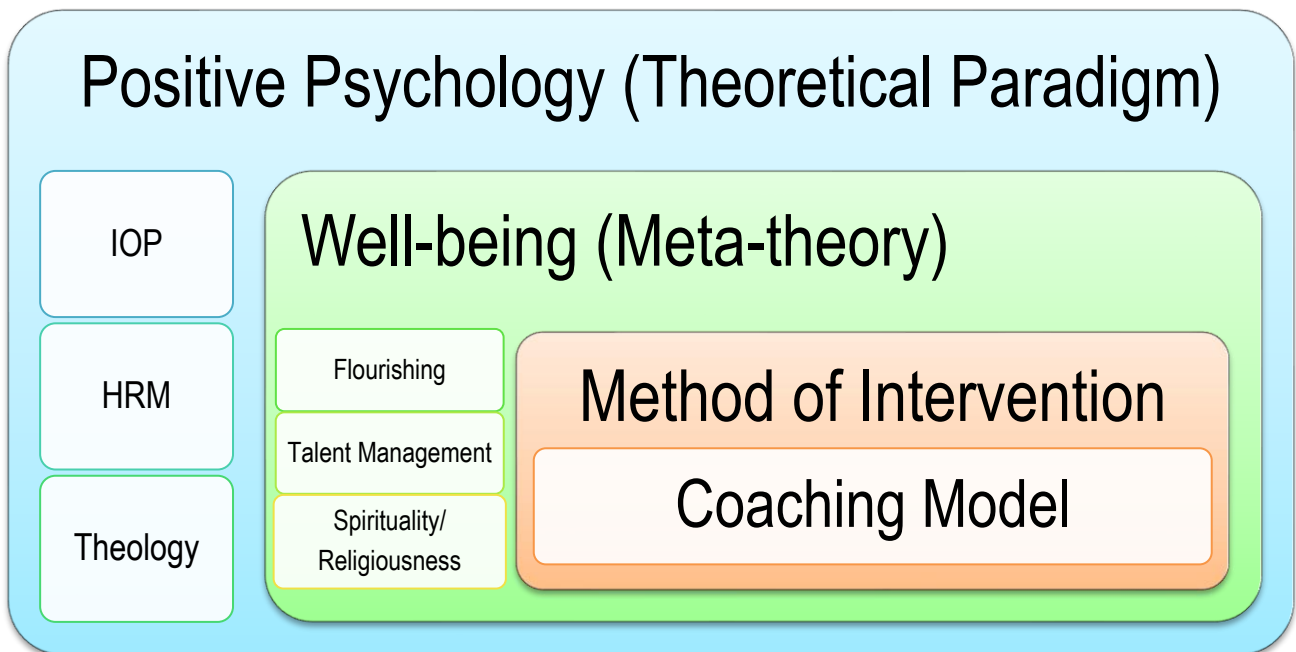 Positive Psychology (Theoretical Paradigm)
IOP
HRM
Theology
Well-being (Meta-theory)
Flourishing
Talent Management
Spirituality/
Religiousness
Method of Intervention
Coaching Model